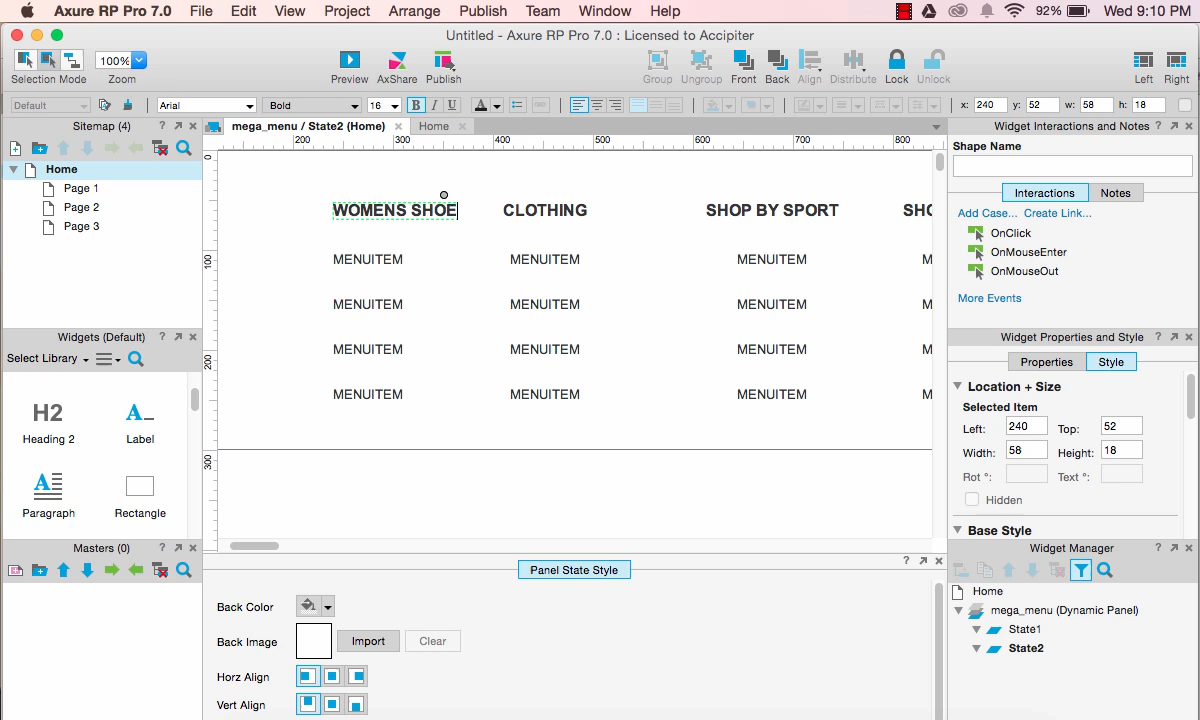 Axure RP Pro 7.0 File Edit View Project Arrange Publish Team Window Help 92% Wed 9:10 PM
Untitled - Axure RP Pro 7.0 : Licensed to Accipiter
100%
Selection Mode Zoom Preview AxShare Publish Group Ungroup Front Back Align Distribute Lock Unlock Left Right
Default Arial Bold 16 B I U A x: 240 y: 52 w: 58 h: 18
Sitemap (4) ?
Home
Page 1
Page 2
Page 3
Widgets (Default) ?
Select Library
H2 A
Heading 2 Label
A
Paragraph Rectangle
Masters (0) ?
mega_menu / State2 (Home) Home
200 300 400 500 600 700 800
0
100
200
300
WOMENS SHOE CLOTHING SHOP BY SPORT SHO
MENUITEM MENUITEM MENUITEM M
MENUITEM MENUITEM MENUITEM M
MENUITEM MENUITEM MENUITEM M
MENUITEM MENUITEM MENUITEM M
?
Panel State Style
Back Color
Back Image Import Clear
Horz Align
Vert Align
Widget Interactions and Notes ?
Shape Name
Interactions Notes
Add Case... Create Link...
OnClick
OnMouseEnter
OnMouseOut
More Events
Widget Properties and Style ?
Properties Style
Location + Size
Selected Item
Left: 240 Top: 52
Width: 58 Height: 18
Rot °: Text °:
Hidden
Base Style
Widget Manager ?
Home
mega_menu (Dynamic Panel)
State1
State2